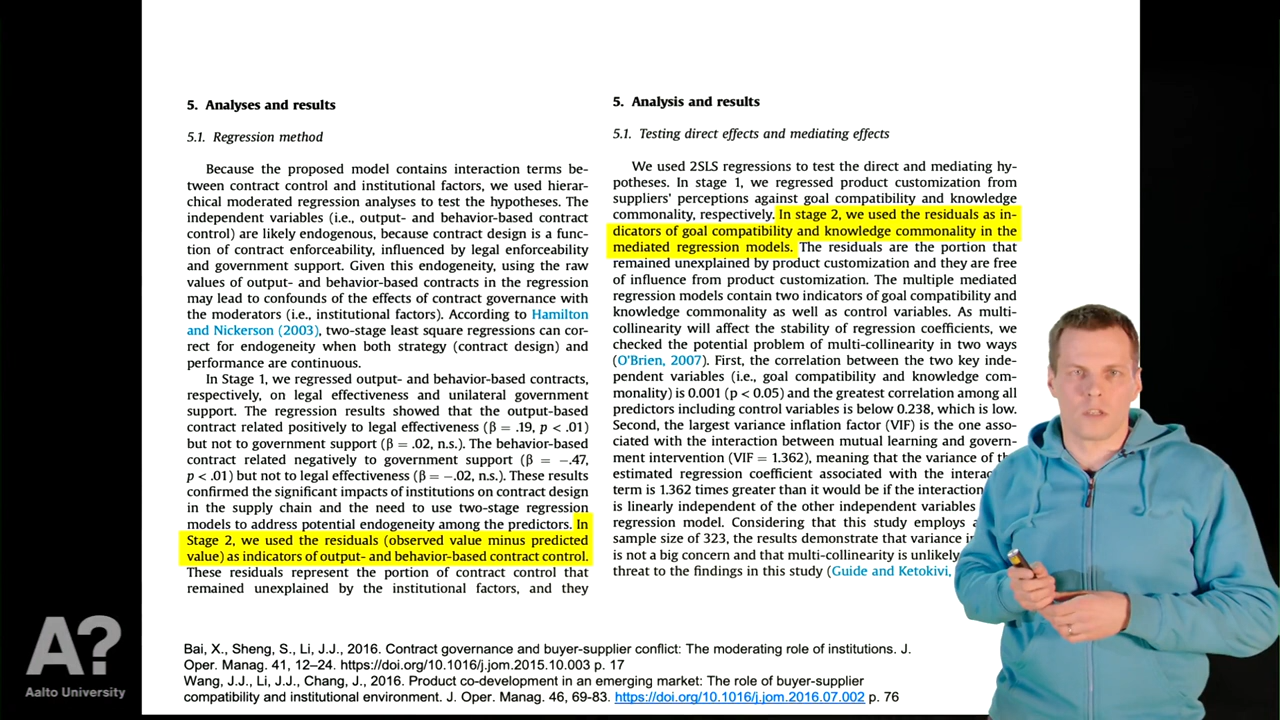 5. Analyses and results
5.1. Regression method
Because the proposed model contains interaction terms be-
tween contract control and institutional factors, we used hierar-
chical moderated regression analyses to test the hypotheses. The
independent variables (i.e., output- and behavior-based contract
control) are likely endogenous, because contract design is a func-
tion of contract enforceability, influenced by legal enforceability
and government support. Given this endogeneity, using the raw
values of output- and behavior-based contracts in the regression
may lead to confounds of the effects of contract governance with
the moderators (i.e., institutional factors). According to Hamilton
and Nickerson (2003), two-stage least square regressions can cor-
rect for endogeneity when both strategy (contract design) and
performance are continuous.
In Stage 1, we regressed output- and behavior-based contracts,
respectively, on legal effectiveness and unilateral government
support. The regression results showed that the output-based
contract related positively to legal effectiveness (β = .19, p < .01)
but not to government support (β = .02, n.s.). The behavior-based
contract related negatively to government support (β = −.47,
p < .01) but not to legal effectiveness (β = −.02, n.s.). These results
confirmed the significant impacts of institutions on contract design
in the supply chain and the need to use two-stage regression
models to address potential endogeneity among the predictors. In
Stage 2, we used the residuals (observed value minus predicted
value) as indicators of output- and behavior-based contract control.
These residuals represent the portion of contract control that
remained unexplained by the institutional factors, and they
5. Analysis and results
5.1. Testing direct effects and mediating effects
We used 2SLS regressions to test the direct and mediating hy-
potheses. In stage 1, we regressed product customization from
suppliers' perceptions against goal compatibility and knowledge
commonality, respectively. In stage 2, we used the residuals as in-
dicators of goal compatibility and knowledge commonality in the
mediated regression models. The residuals are the portion that
remained unexplained by product customization and they are free
of influence from product customization. The multiple mediated
regression models contain two indicators of goal compatibility and
knowledge commonality as well as control variables. As multi-
collinearity will affect the stability of regression coefficients, we
checked the potential problem of multi-collinearity in two ways
(O'Brien, 2007). First, the correlation between the two key inde-
pendent variables (i.e., goal compatibility and knowledge com-
monality) is 0.001 (p < 0.05) and the greatest correlation among all
predictors including control variables is below 0.238, which is low.
Second, the largest variance inflation factor (VIF) is the one asso-
ciated with the interaction between mutual learning and govern-
ment intervention (VIF = 1.362), meaning that the variance of
estimated regression coefficient associated with the
term is 1.362 times greater than it would be if the interaction
is linearly independent of the other independent variables
regression model. Considering that this study employs
sample size of 323, the results demonstrate that variance
is not a big concern and that multi-collinearity is unlikely
threat to the findings in this study (Guide and Ketokivi,
Bai, X., Sheng, S., Li, J.J., 2016. Contract governance and buyer-supplier conflict: The moderating role of institutions. J.
Oper. Manag. 41, 12–24. https://doi.org/10.1016/j.jom.2015.10.003 p. 17
Wang, J.J., Li, J.J., Chang, J., 2016. Product co-development in an emerging market: The role of buyer-supplier
compatibility and institutional environment. J. Oper. Manag. 46, 69-83. https://doi.org/10.1016/j.jom.2016.07.002 p. 76
A?
Aalto University